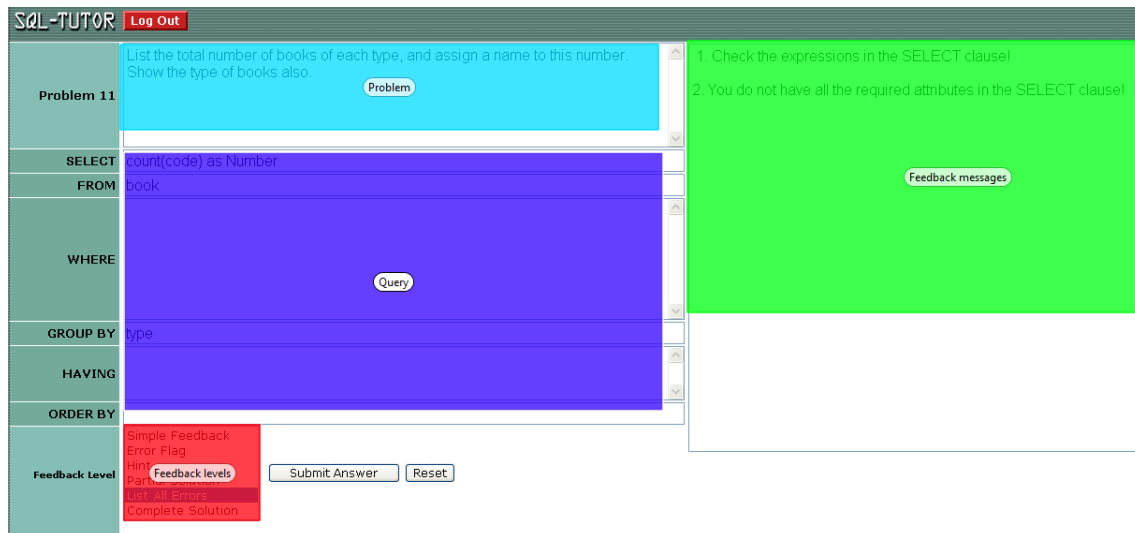 SQL-TUTOR Log Out
Problem 11
List the total number of books of each type, and assign a name to this number.
Show the type of books also.
Problem
1. Check the expressions in the SELECT clause!
2. You do not have all the required attributes in the SELECT clause!
Feedback messages
SELECT count(code) as Number
FROM book
WHERE
Query
GROUP BY type
HAVING
ORDER BY
Feedback Level
Simple Feedback
Error Flag
Hint
Partial Solution
List All Errors
Complete Solution
Feedback levels
Submit Answer Reset